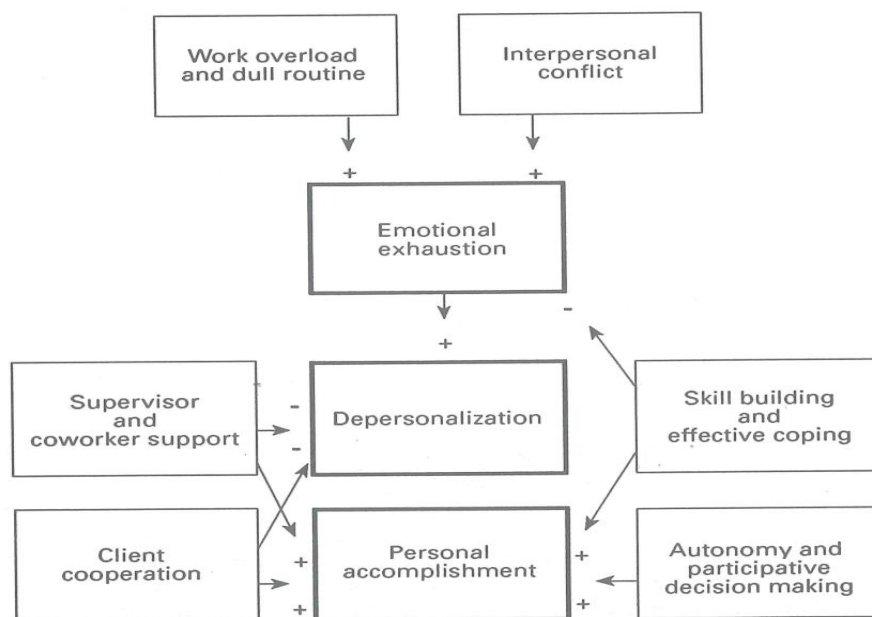 Work overload
and dull routine
Interpersonal
conflict
+
+
Emotional
exhaustion
-
+
Supervisor
and
coworker support
-
-
Depersonalization
Skill building
and
effective coping
Client
cooperation
+
+
Personal
accomplishment
+
+
Autonomy and
participative
decision making